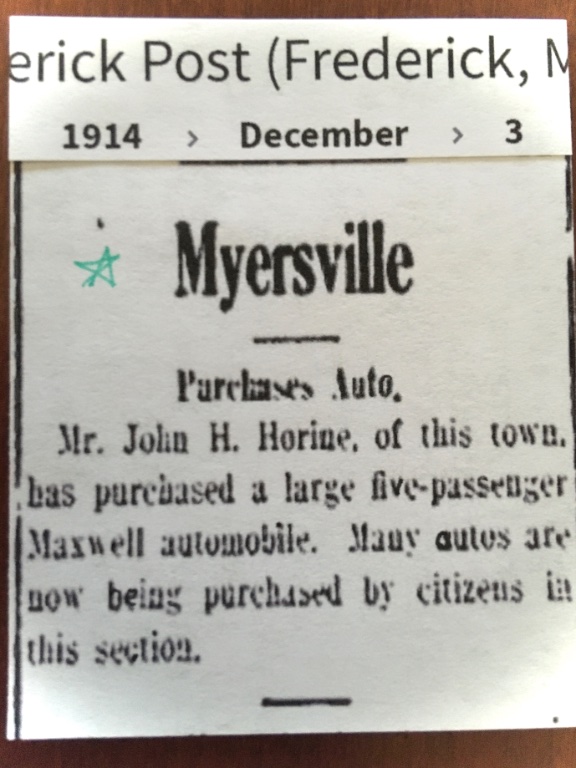 erick Post (Frederick, M
1914 > December > 3
Myersville
Purchases Auto.
Mr. John H. Horine, of this town,
has purchased a large five-passenger
Maxwell automobile. Many autos are
now being purchased by citizens in
this section.